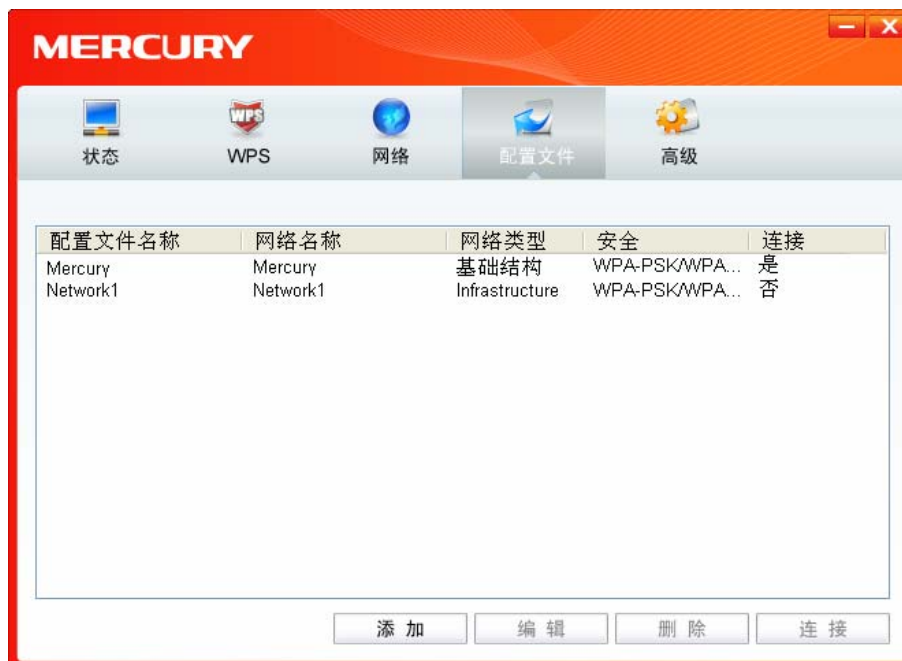 MERCURY
WPS
状态 WPS 网络 配置文件 高级
配置文件名称 网络名称 网络类型 安全 连接
Mercury Mercury 基础结构 WPA-PSK/WPA... 是
Network1 Network1 Infrastructure WPA-PSK/WPA... 否
添加 编辑 删除 连接